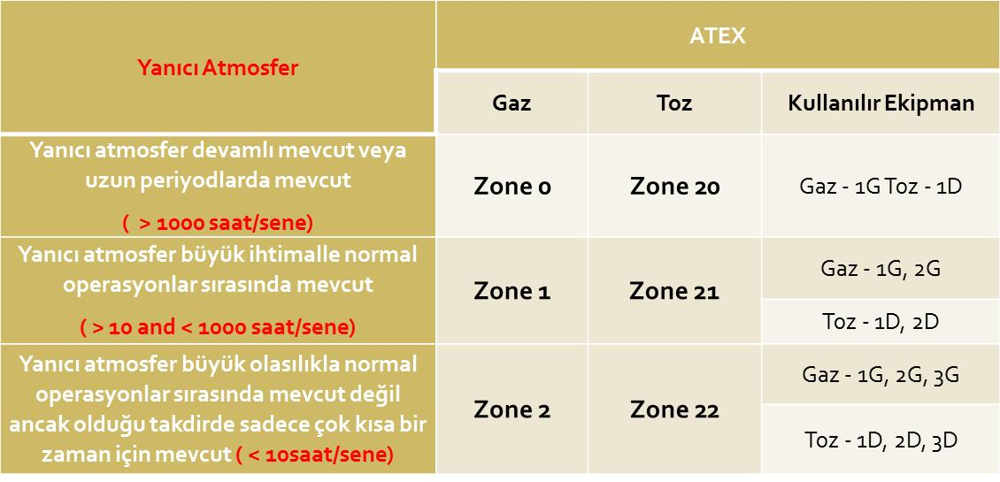 Yanıcı Atmosfer
ATEX
Gaz
Toz
Kullanılır Ekipman
Yanıcı atmosfer devamlı mevcut veya
uzun periyodlarda mevcut
( > 1000 saat/sene)
Zone 0
Zone 20
Gaz - 1G Toz - 1D
Yanıcı atmosfer büyük ihtimalle normal
operasyonlar sırasında mevcut
( > 10 and < 1000 saat/sene)
Zone 1
Zone 21
Gaz - 1G, 2G
Toz - 1D, 2D
Yanıcı atmosfer büyük olasılıkla normal
operasyonlar sırasında mevcut değil
ancak olduğu takdirde sadece çok kısa bir
zaman için mevcut ( < 10saat/sene)
Zone 2
Zone 22
Gaz - 1G, 2G, 3G
Toz - 1D, 2D, 3D